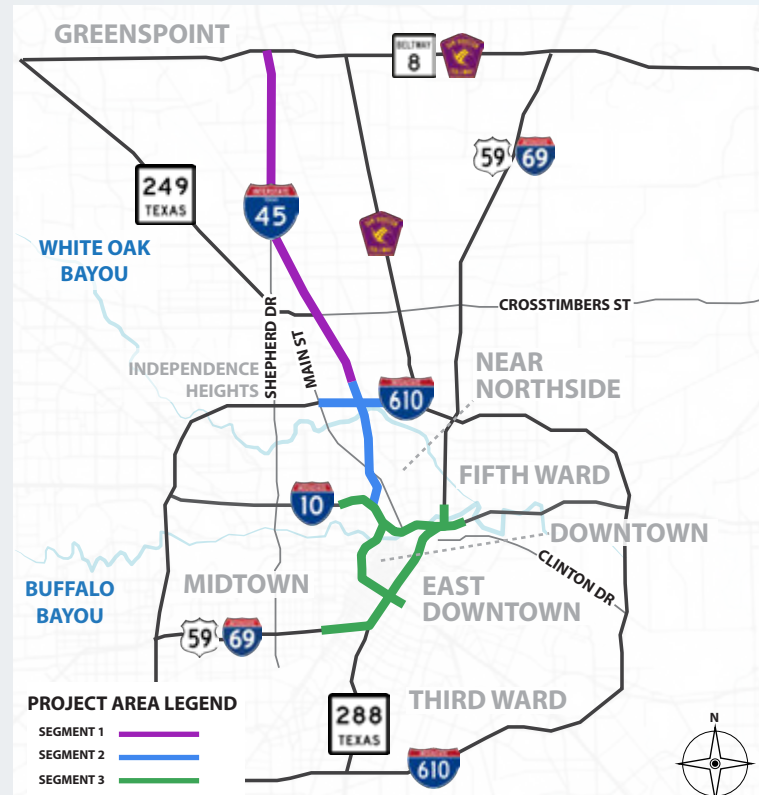 GREENSPOINT
BELTWAY
8
59
69
249
TEXAS
INTERSTATE
45
WHITE OAK
BAYOU
CROSSTIMBERS ST
SHEPHERD DR
MAIN ST
INDEPENDENCE
HEIGHTS
610
NEAR
NORTHSIDE
FIFTH WARD
10
DOWNTOWN
CLINTON DR
MIDTOWN
EAST
DOWNTOWN
BUFFALO
BAYOU
59
69
THIRD WARD
288
TEXAS
610
N
PROJECT AREA LEGEND
SEGMENT 1
SEGMENT 2
SEGMENT 3